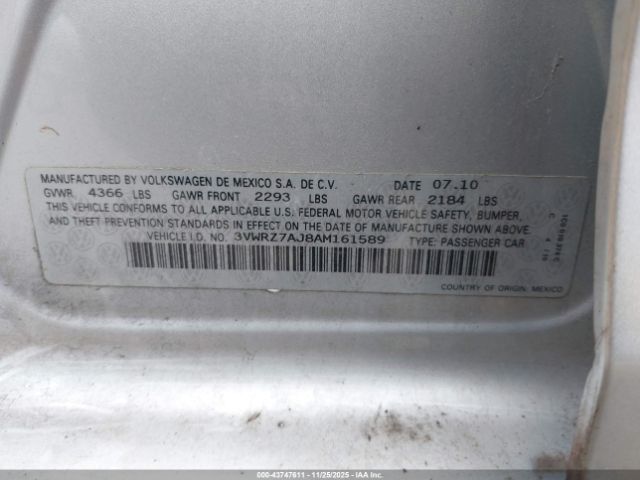 MANUFACTURED BY VOLKSWAGEN DE MEXICO S.A. DE C.V. DATE 07.10
GVWR. 4366 LBS GAWR FRONT 2293 LBS GAWR REAR 2184 LBS
THIS VEHICLE CONFORMS TO ALL APPLICABLE U.S. FEDERAL MOTOR VEHICLE SAFETY, BUMPER,
AND THEFT PREVENTION STANDARDS IN EFFECT ON THE DATE OF MANUFACTURE SHOWN ABOVE.
VEHICLE I.D. NO. 3VWRZ7AJ8AM161589 TYPE: PASSENGER CAR
COUNTRY OF ORIGIN: MEXICO
000-43747611 - 11/25/2025 - IAAI.COM